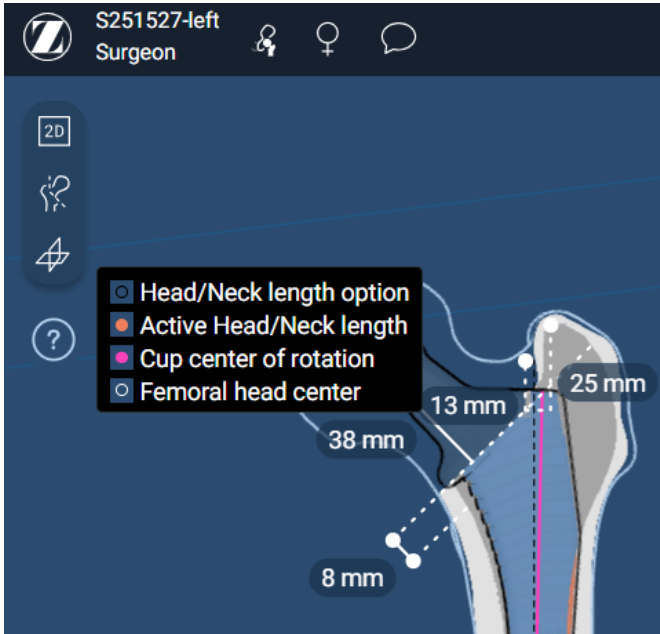 S251527-left
Surgeon
2D
?
Head/Neck length option
Active Head/Neck length
Cup center of rotation
Femoral head center
25 mm
13 mm
38 mm
8 mm